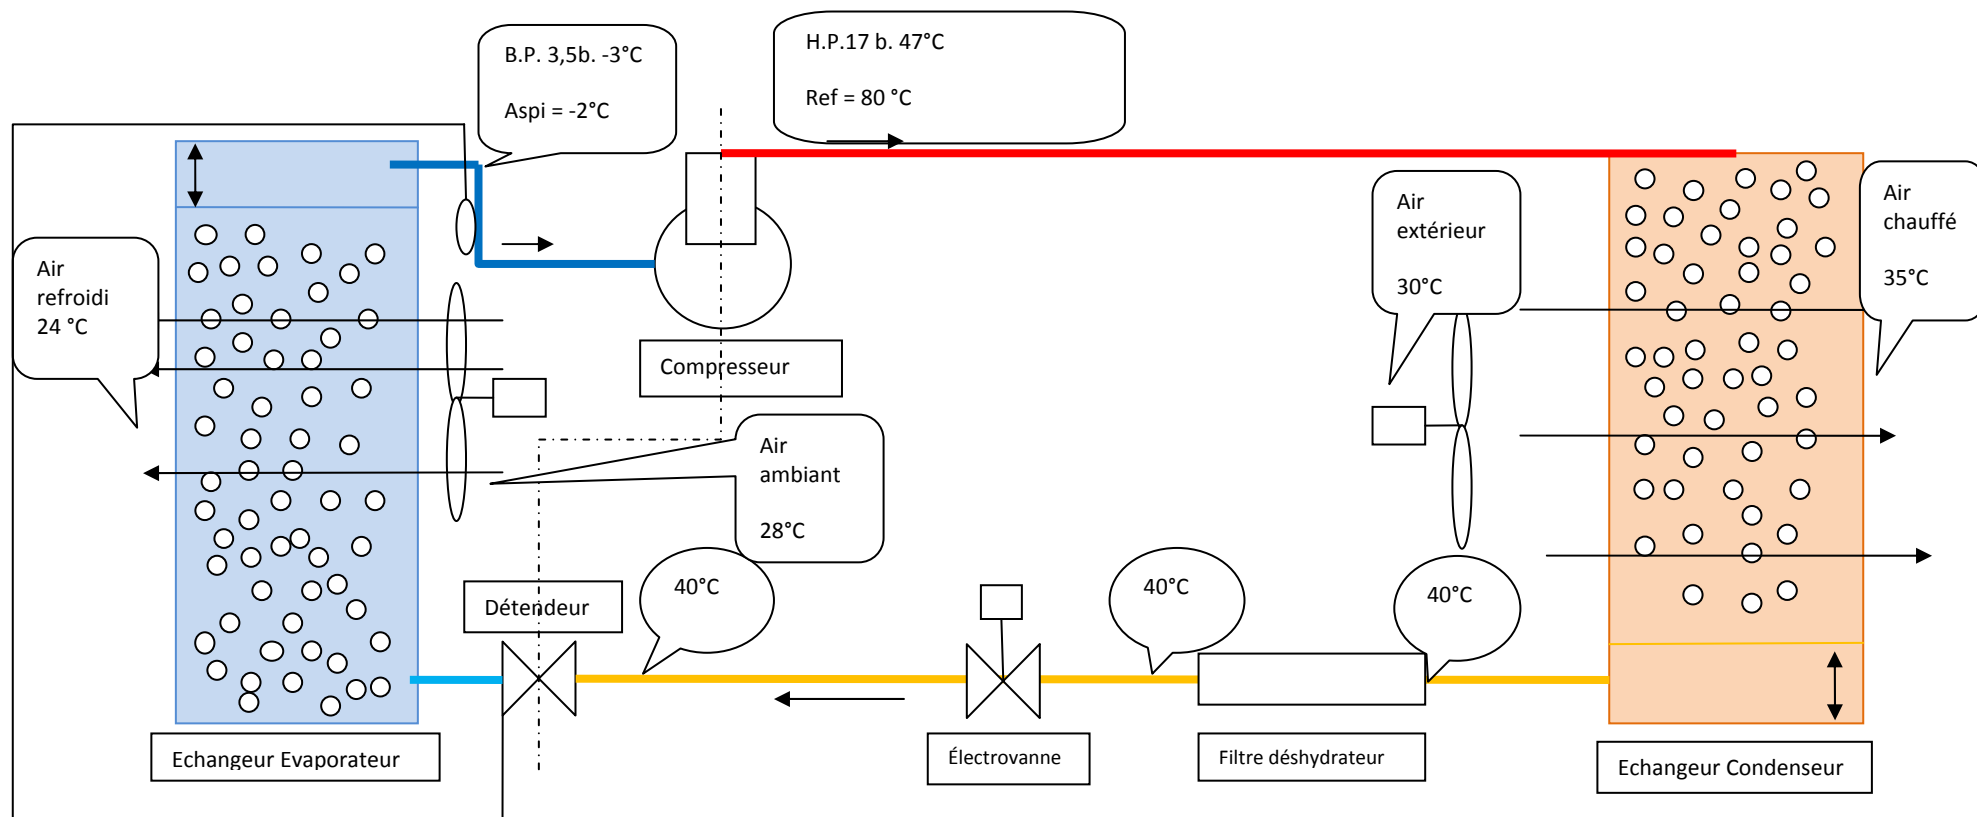 B.P. 3,5b. -3°C
Aspi = -2°C
H.P.17 b. 47°C
Ref = 80 °C
Air
refroidi
24 °C
Air
extérieur
30°C
Air
chauffé
35°C
Compresseur
Air
ambiant
28°C
Détendeur
40°C
40°C
40°C
Echangeur Evaporateur
Électrovanne
Filtre déshydrateur
Echangeur Condenseur